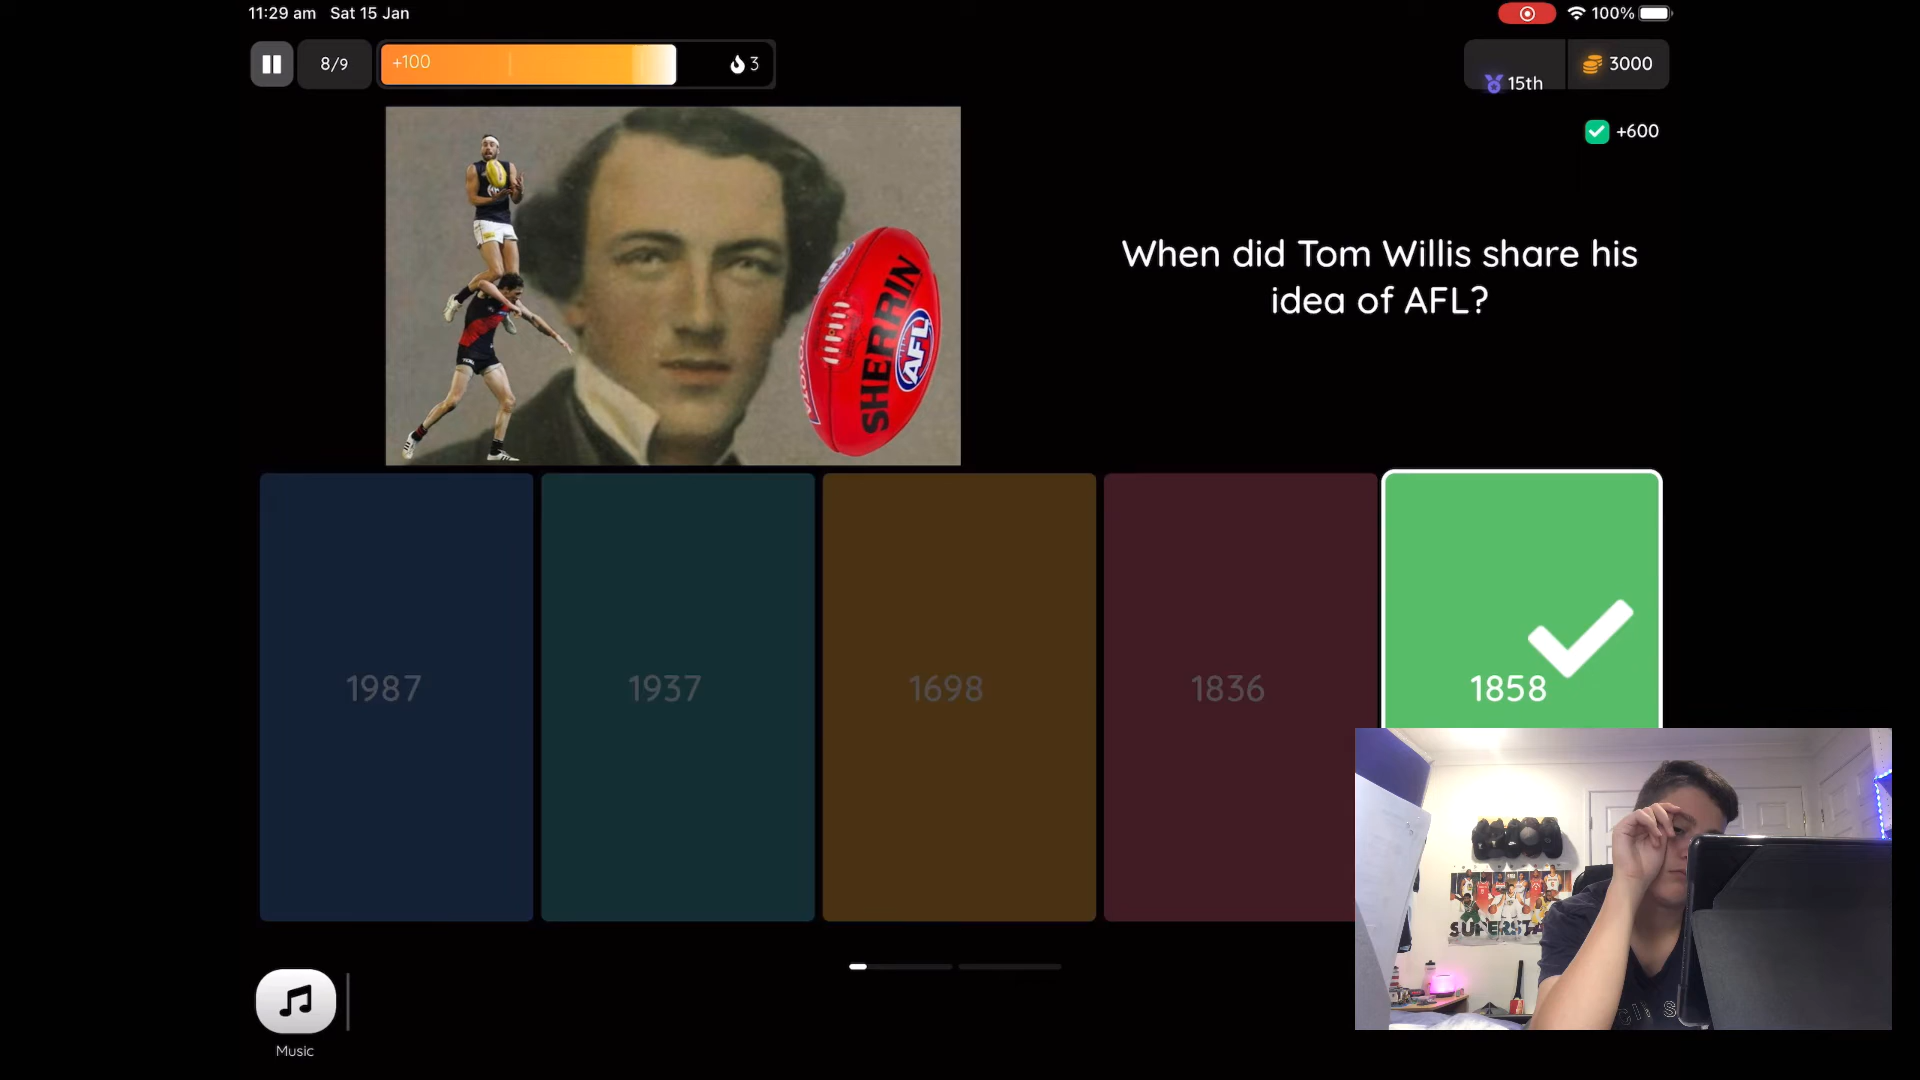 11:29 am Sat 15 Jan
100%
8/9
+100
3
15th
3000
+600
When did Tom Willis share his
idea of AFL?
SHERRIN
AFL
1987
1937
1698
1836
1858
Music